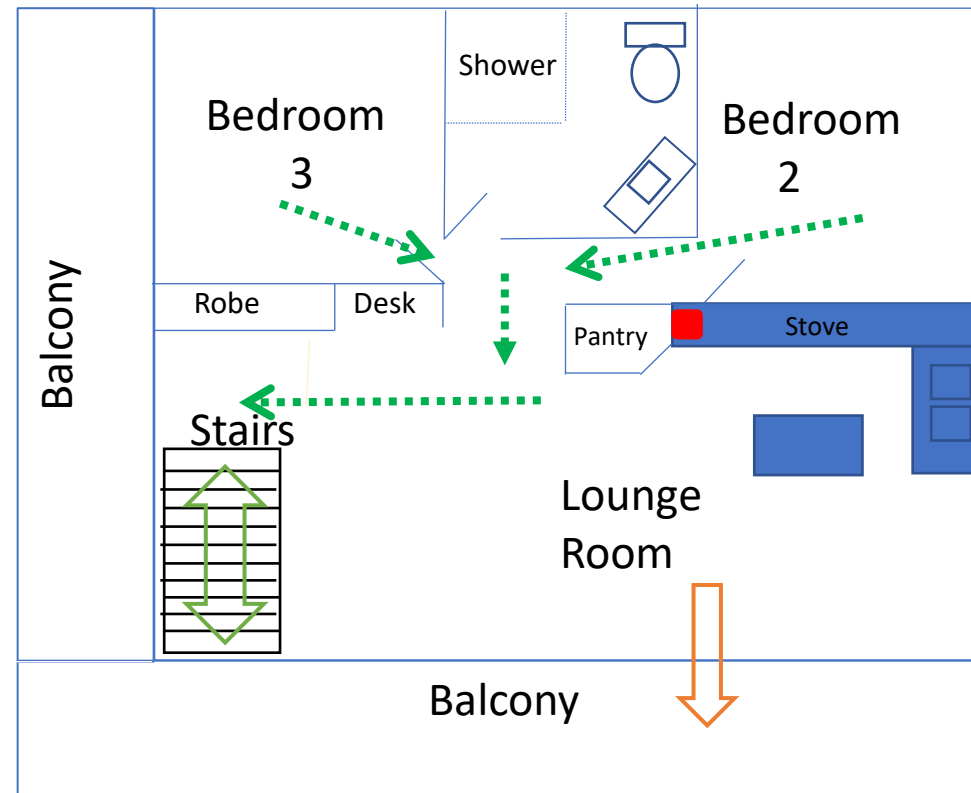 Shower
Bedroom
3
Bedroom
2
Balcony
Robe
Desk
Pantry
Stove
Stairs
Lounge
Room
Balcony